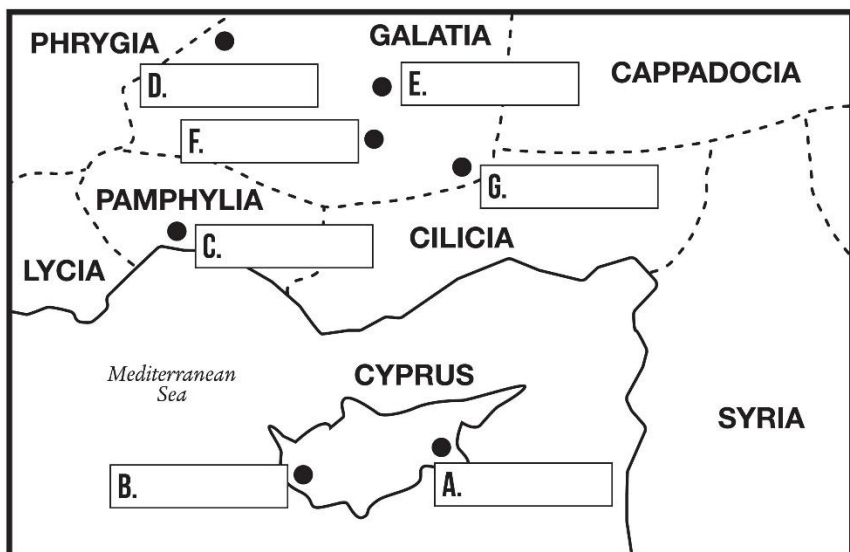 PHRYGIA
GALATIA
CAPPADOCIA
D.
E.
F.
G.
PAMPHYLIA
C.
CILICIA
LYCIA
Mediterranean
Sea
CYPRUS
SYRIA
B.
A.